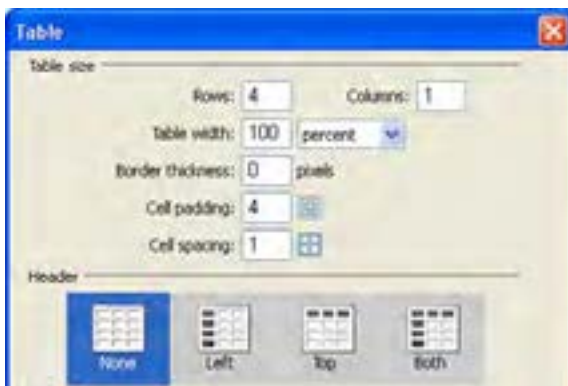 Table
Table size
Rows: 4 Columns: 1
Table width: 100 percent
Border thickness: 0 pixels
Cell padding: 4
Cell spacing: 1
Header
None Left Top Both